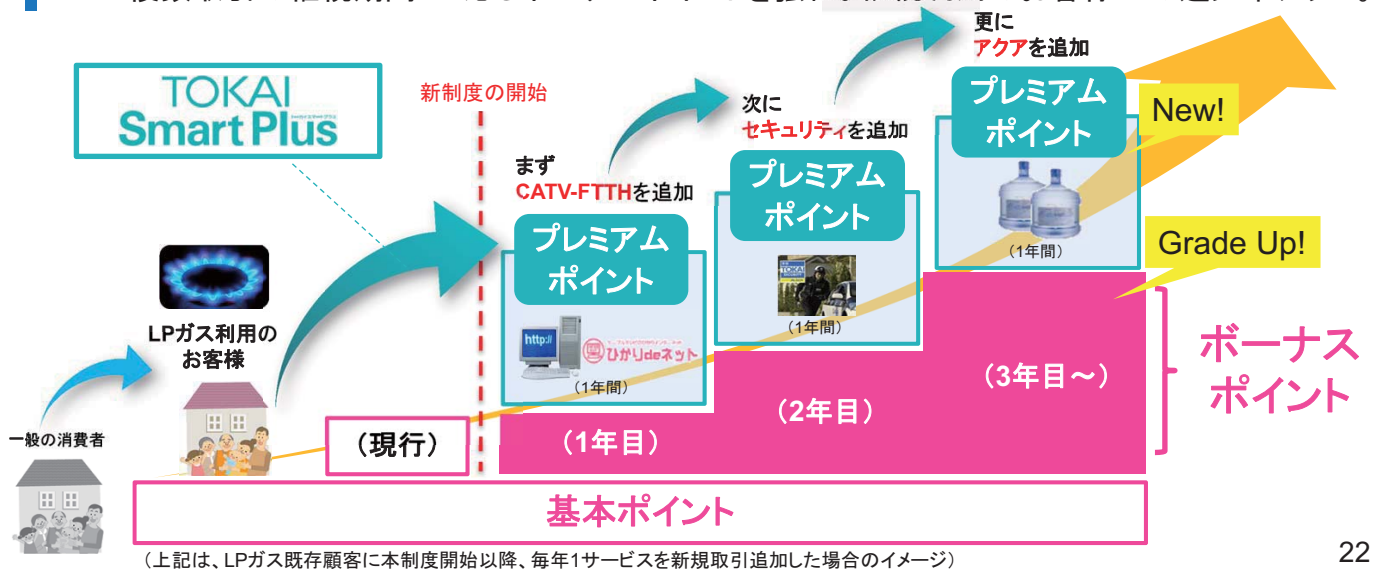 更に
アクアを追加
TOKAI
Smart Plus
新制度の開始
次に
セキュリティを追加
プレミアム
ポイント
New!
まず
CATV-FTTHを追加
プレミアム
ポイント
プレミアム
ポイント
(1年間)
Grade Up!
LPガス利用の
お客様
http://
ひかりdeネット
(1年間)
TOKAI
(1年間)
ボーナス
ポイント
(3年目~)
(2年目)
一般の消費者
(現行)
(1年目)
基本ポイント
(上記は、LPガス既存顧客に本制度開始以降、毎年1サービスを新規取引追加した場合のイメージ)
22